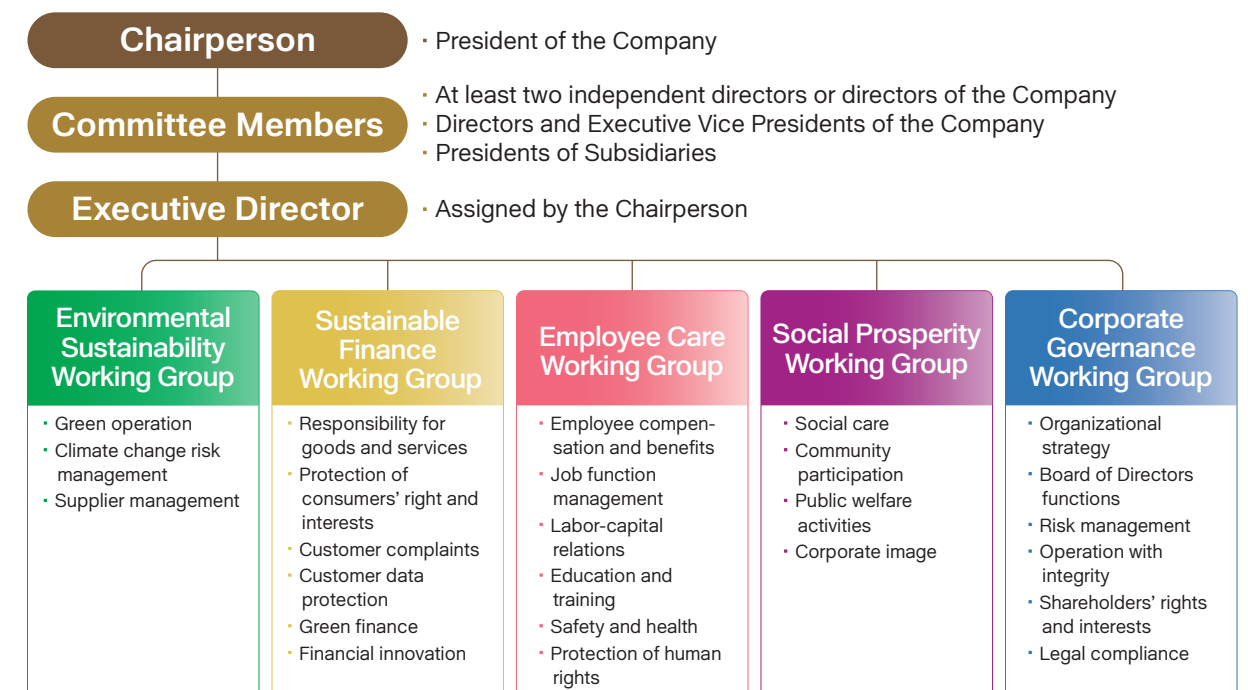 Chairperson
· President of the Company
Committee Members
· At least two independent directors or directors of the Company
· Directors and Executive Vice Presidents of the Company
· Presidents of Subsidiaries
Executive Director
· Assigned by the Chairperson
Environmental
Sustainability
Working Group
· Green operation
· Climate change risk
management
· Supplier management
Sustainable
Finance
Working Group
· Responsibility for
goods and services
· Protection of
consumers’ right and
interests
· Customer complaints
· Customer data
protection
· Green finance
· Financial innovation
Employee Care
Working Group
· Employee compen-
sation and benefits
· Job function
management
· Labor-capital
relations
· Education and
training
· Safety and health
· Protection of human
rights
Social Prosperity
Working Group
· Social care
· Community
participation
· Public welfare
activities
· Corporate image
Corporate
Governance
Working Group
· Organizational
strategy
· Board of Directors
functions
· Risk management
· Operation with
integrity
· Shareholders’ rights
and interests
· Legal compliance